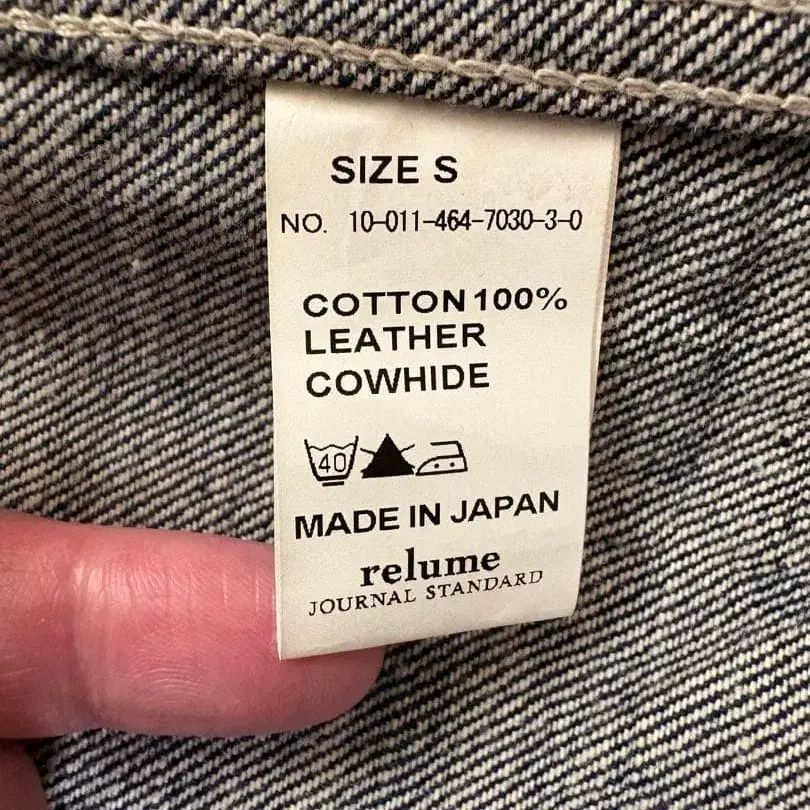 SIZE S
NO. 10-011-464-7030-3-0
COTTON 100%
LEATHER
COWHIDE
40
MADE IN JAPAN
relume
JOURNAL STANDARD